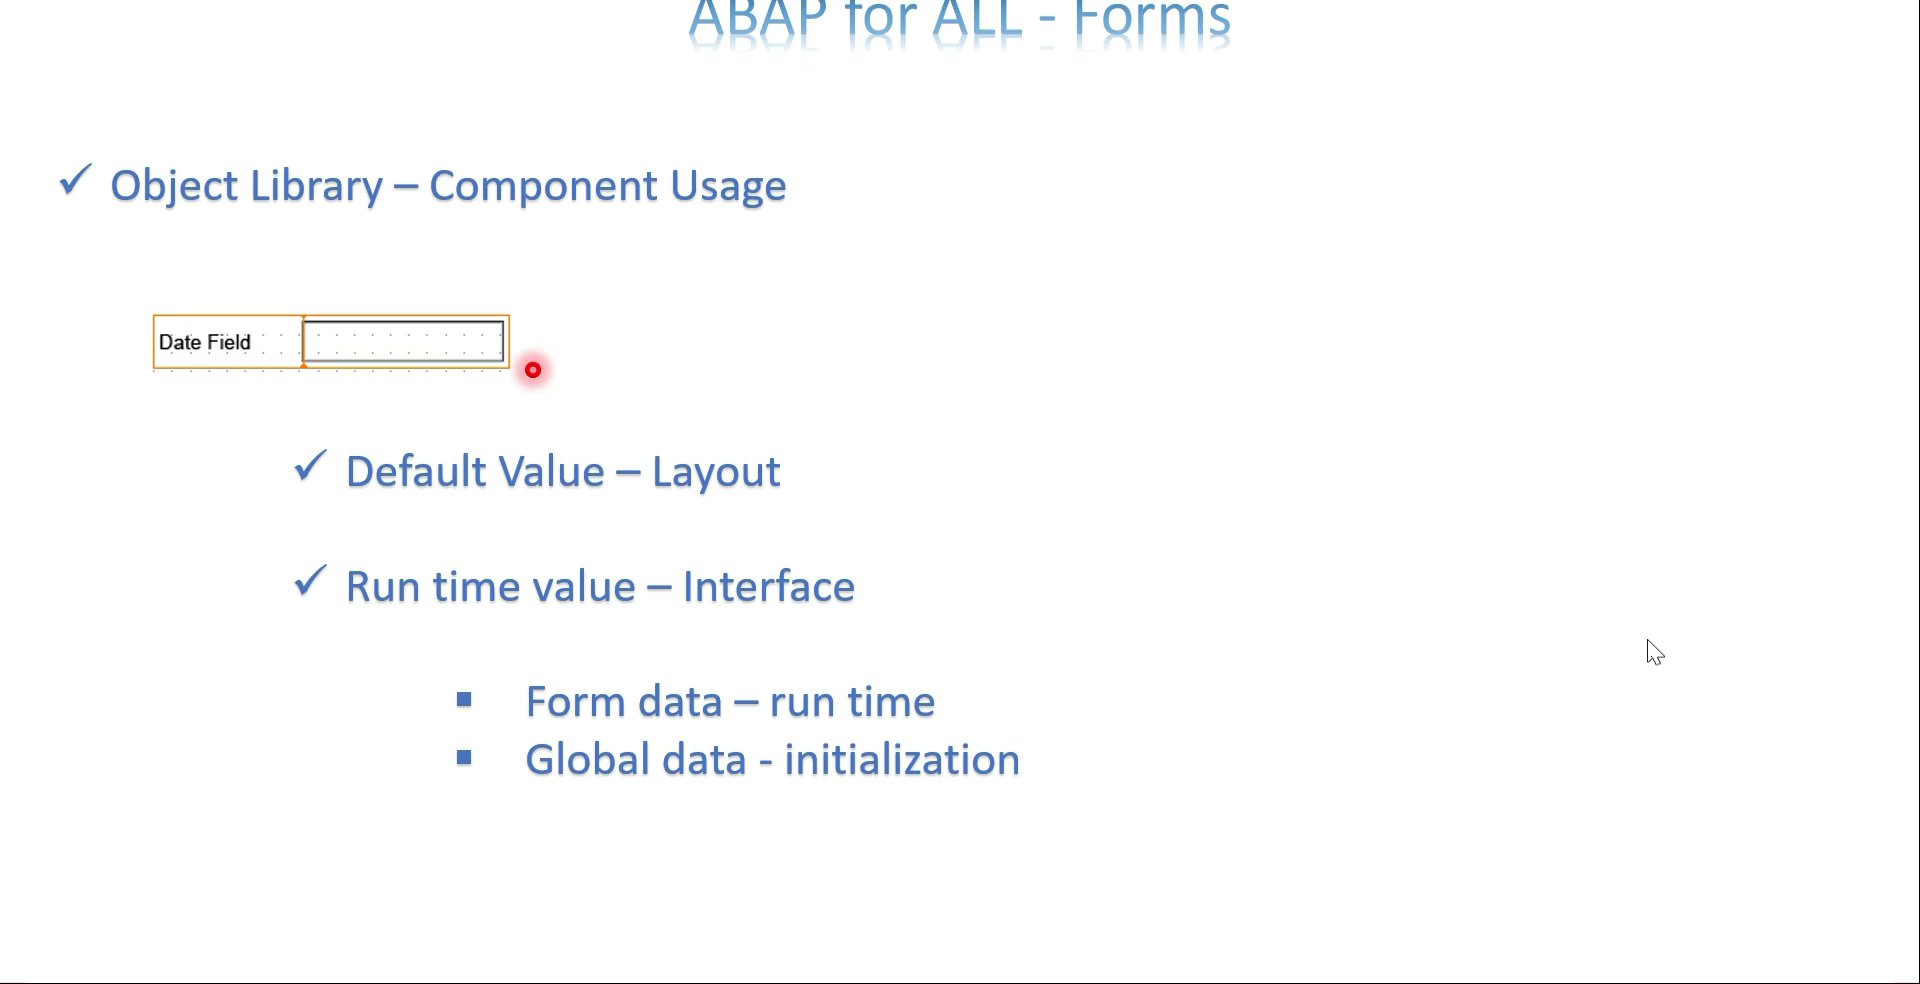 ABAP for ALL - Forms
✓ Object Library – Component Usage
Date Field
✓ Default Value – Layout
✓ Run time value – Interface
▪ Form data – run time
▪ Global data - initialization